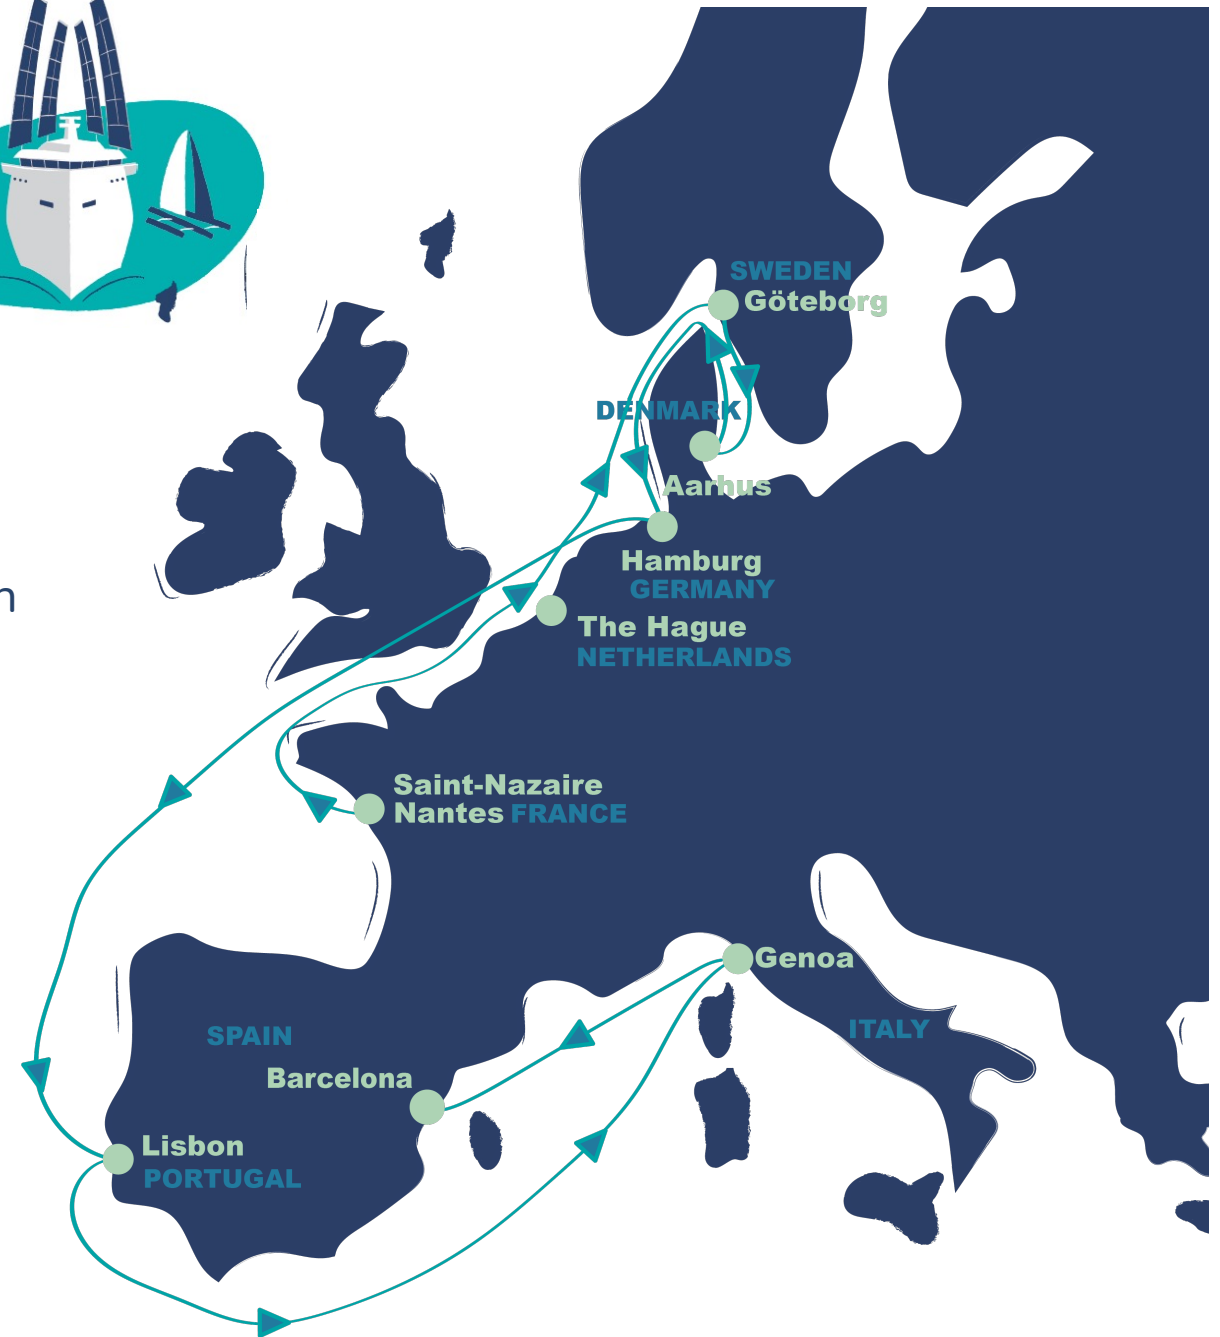 SWEDEN
Göteborg
DENMARK
Aarhus
Hamburg
GERMANY
n
The Hague
NETHERLANDS
Saint-Nazaire
Nantes FRANCE
Genoa
ITALY
SPAIN
Barcelona
Lisbon
PORTUGAL